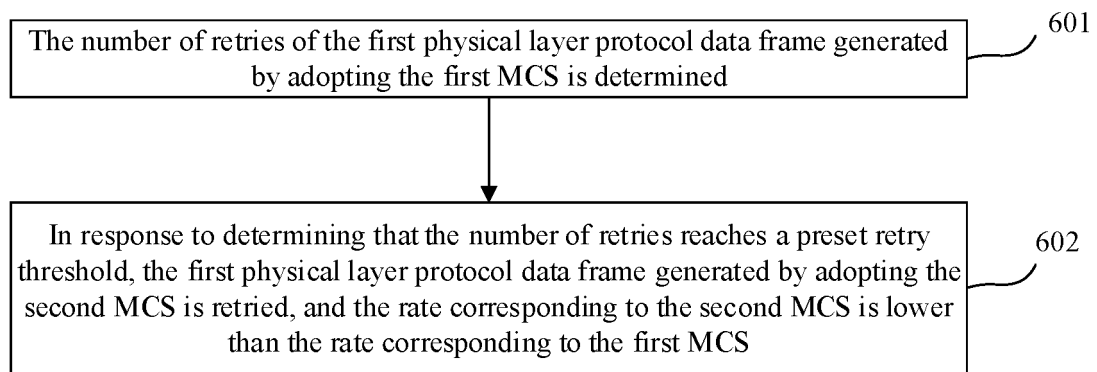 The number of retries of the first physical layer protocol data frame generated
by adopting the first MCS is determined
601
In response to determining that the number of retries reaches a preset retry
threshold, the first physical layer protocol data frame generated by adopting the
second MCS is retried, and the rate corresponding to the second MCS is lower
than the rate corresponding to the first MCS
602